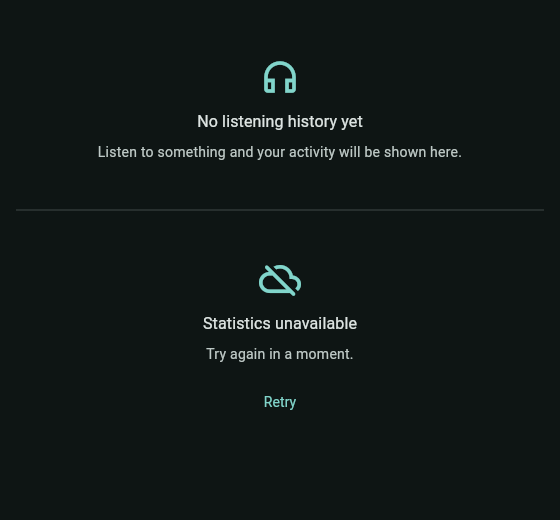 No listening history yet
Listen to something and your activity will be shown here.
Statistics unavailable
Try again in a moment.
Retry